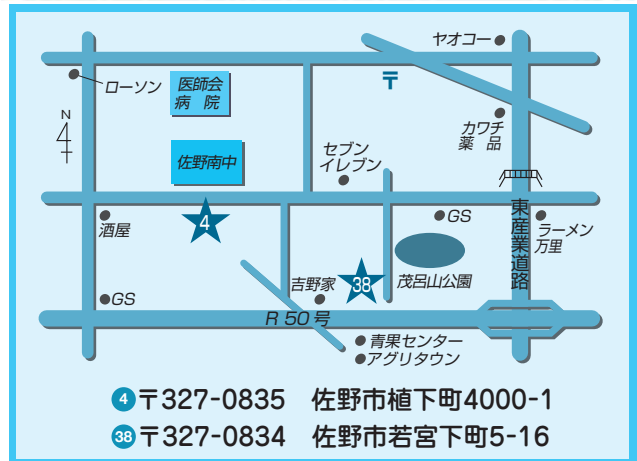 ヤオコー
ローソン
医師会
病　院
〒
N
カワチ
薬　品
佐野南中
セブン
イレブン
4
酒屋
GS
東産業道路
ラーメン
万里
吉野家
38
茂呂山公園
GS
R 50号
青果センター
アグリタウン
4 〒327-0835　佐野市植下町4000-1
38 〒327-0834　佐野市若宮下町5-16